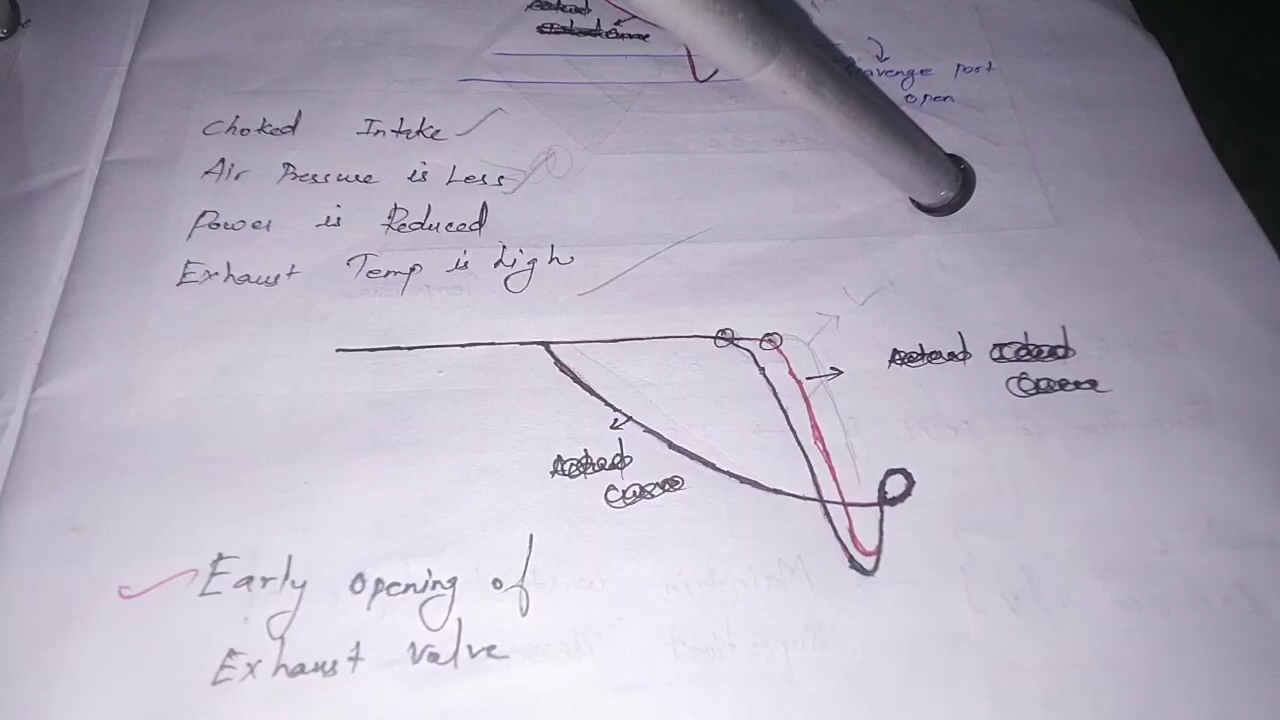 Scavenge port
open
Choked Intake
Air Pressure is Less
Power is Reduced
Exhaust Temp is high
Early opening of
Exhaust valve